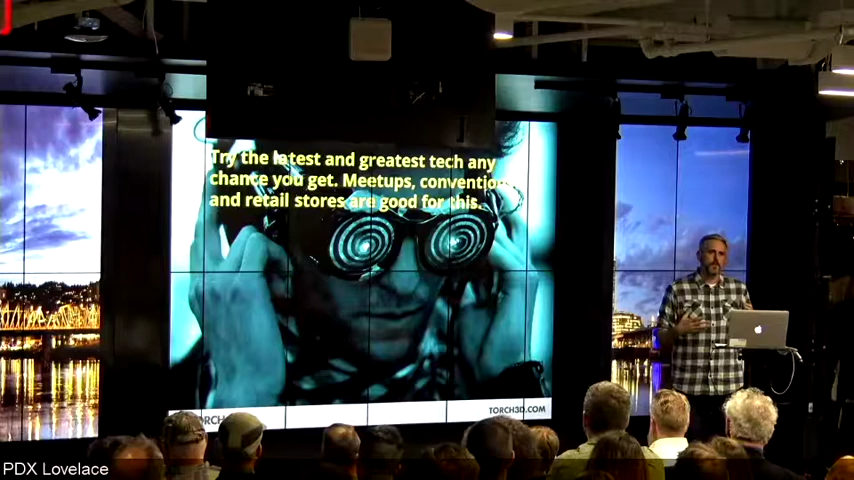 Try the latest and greatest tech any
chance you get. Meetups, conventions
and retail stores are good for this.
TORCH3D.COM
PDX Lovelace